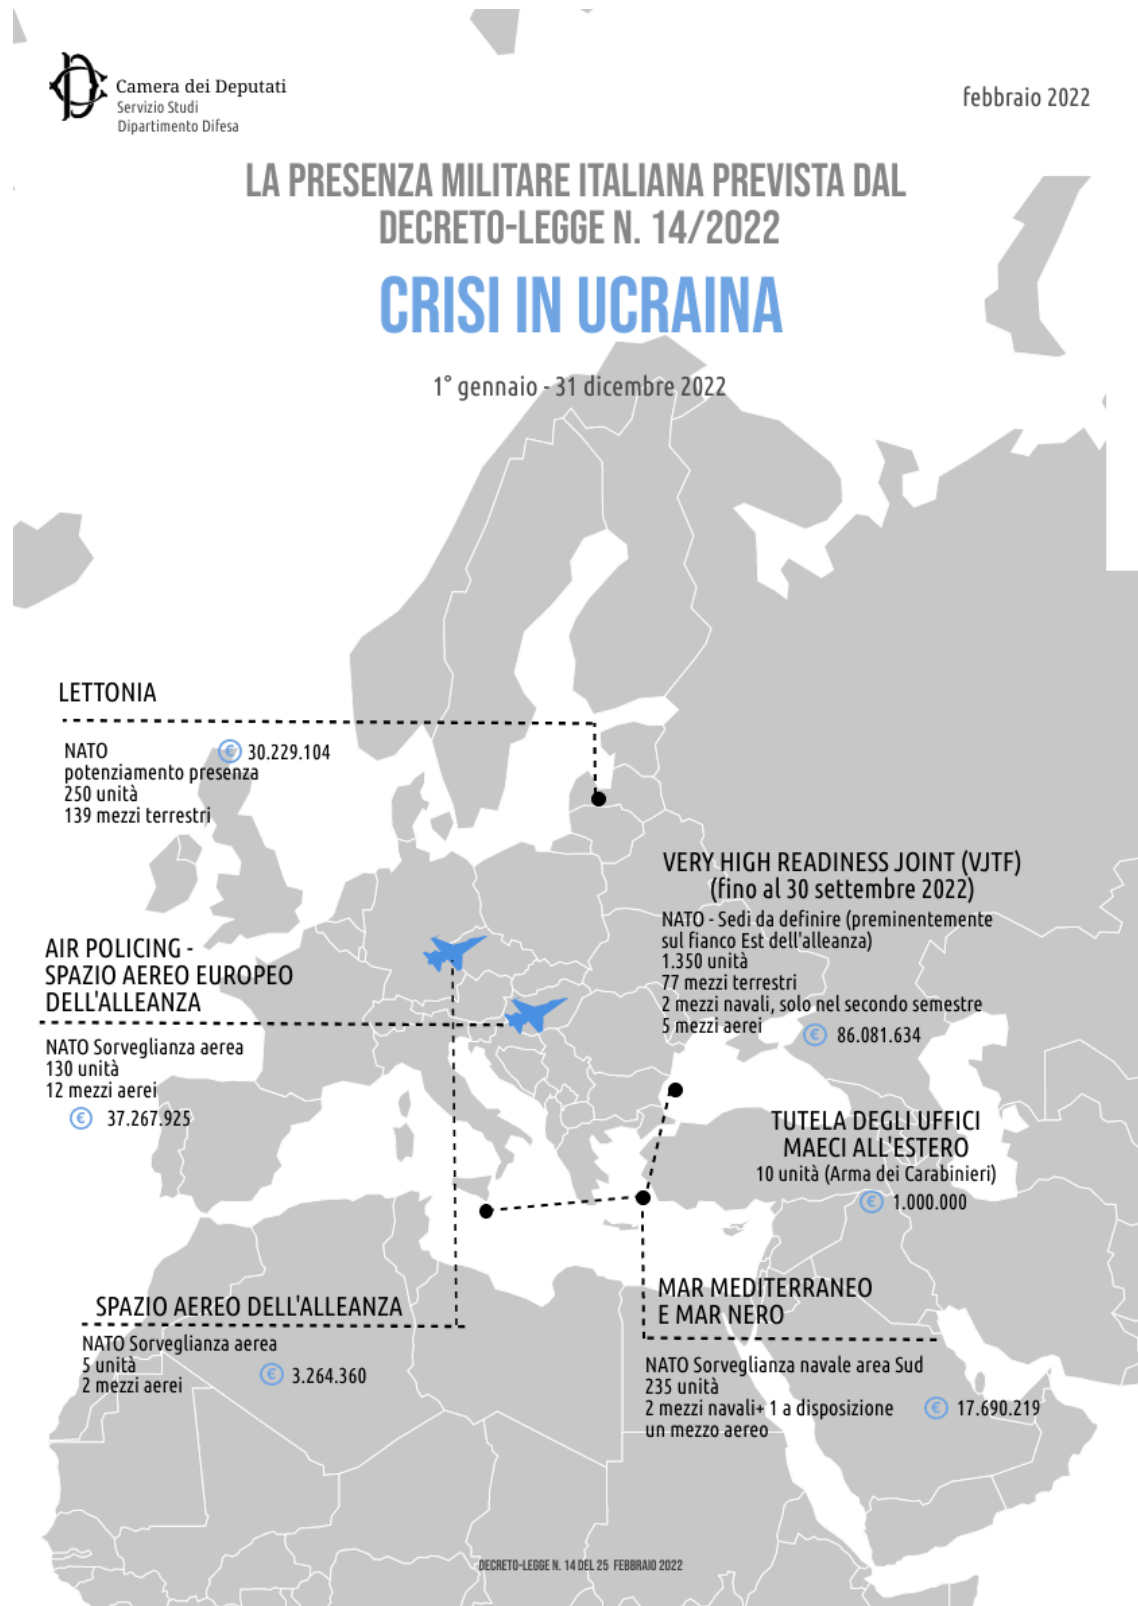 Camera dei Deputati
Servizio Studi
Dipartimento Difesa
febbraio 2022
LA PRESENZA MILITARE ITALIANA PREVISTA DAL
DECRETO-LEGGE N. 14/2022
CRISI IN UCRAINA
1° gennaio - 31 dicembre 2022
LETTONIA
NATO
€ 30.229.104
potenziamento presenza
250 unità
139 mezzi terrestri
VERY HIGH READINESS JOINT (VJTF)
(fino al 30 settembre 2022)
NATO - Sedi da definire (preminentemente
sul fianco Est dell'alleanza)
1.350 unità
77 mezzi terrestri
2 mezzi navali, solo nel secondo semestre
5 mezzi aerei
€ 86.081.634
AIR POLICING -
SPAZIO AEREO EUROPEO
DELL'ALLEANZA
NATO Sorveglianza aerea
130 unità
12 mezzi aerei
€ 37.267.925
TUTELA DEGLI UFFICI
MAECI ALL'ESTERO
10 unità (Arma dei Carabinieri)
€ 1.000.000
SPAZIO AEREO DELL'ALLEANZA
NATO Sorveglianza aerea
5 unità
2 mezzi aerei
€ 3.264.360
MAR MEDITERRANEO
E MAR NERO
NATO Sorveglianza navale area Sud
235 unità
2 mezzi navali+ 1 a disposizione
un mezzo aereo
€ 17.690.219
DECRETO-LEGGE N. 14 DEL 25 FEBBRAIO 2022